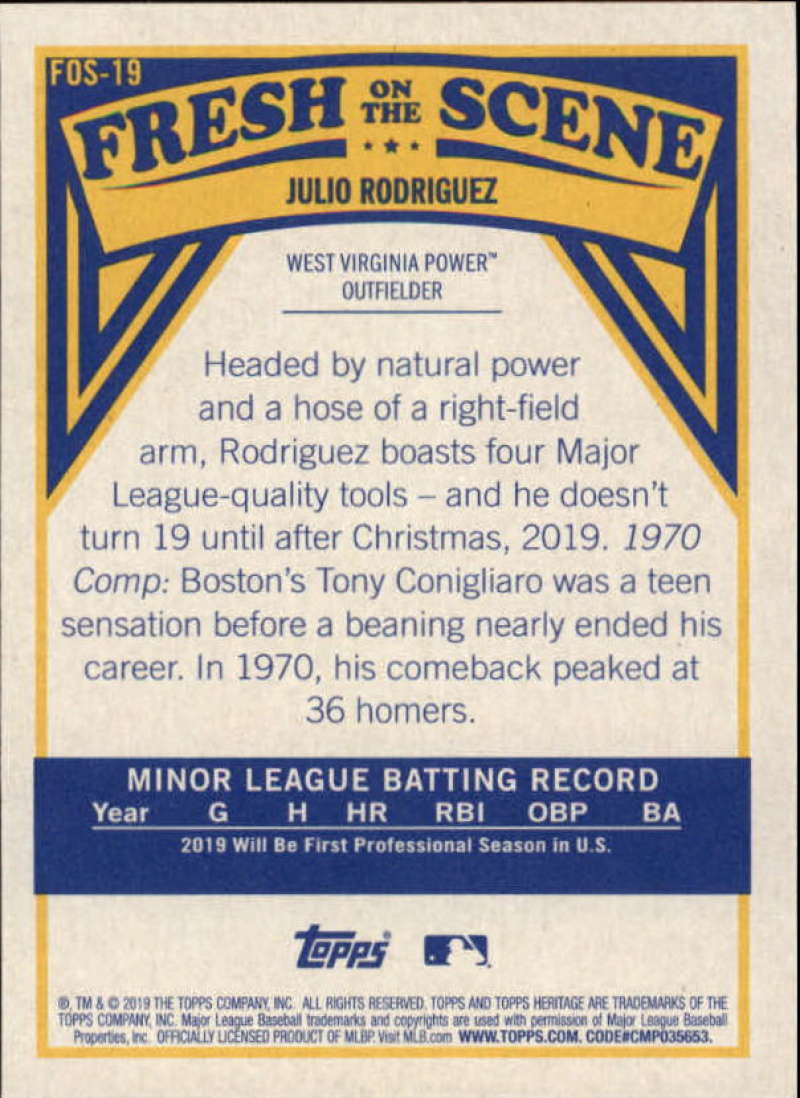 FOS-19
FRESH ON THE SCENE
JULIO RODRIGUEZ
WEST VIRGINIA POWER™
OUTFIELDER
Headed by natural power
and a hose of a right-field
arm, Rodriguez boasts four Major
League-quality tools – and he doesn't
turn 19 until after Christmas, 2019. 1970
Comp: Boston's Tony Conigliaro was a teen
sensation before a beaning nearly ended his
career. In 1970, his comeback peaked at
36 homers.
MINOR LEAGUE BATTING RECORD
Year G H HR RBI OBP BA
2019 Will Be First Professional Season in U.S.
Topps®
®, TM & © 2019 THE TOPPS COMPANY, INC. ALL RIGHTS RESERVED. TOPPS AND TOPPS HERITAGE ARE TRADEMARKS OF THE
TOPPS COMPANY, INC. Major League Baseball trademarks and copyrights are used with permission of Major League Baseball
Properties, Inc. OFFICIALLY LICENSED PRODUCT OF MLBP. Visit MLB.com WWW.TOPPS.COM. CODE#CMP035653.